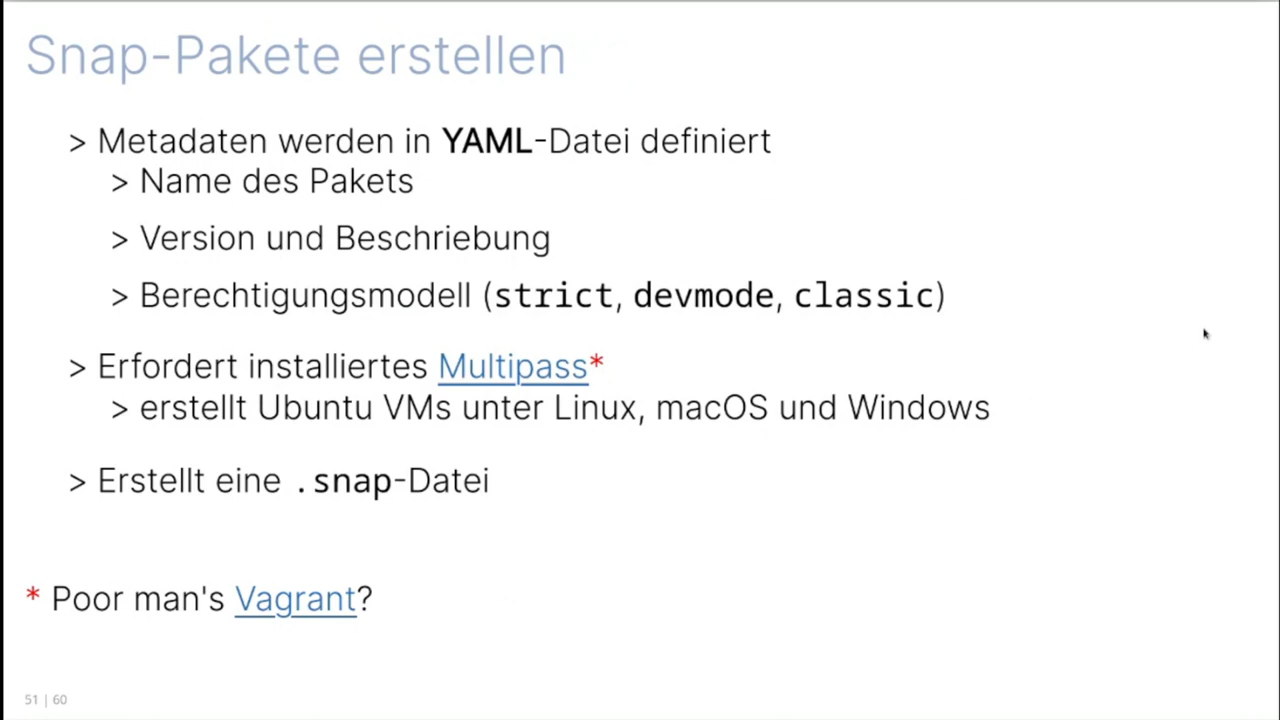 Snap-Pakete erstellen
> Metadaten werden in YAML-Datei definiert
> Name des Pakets
> Version und Beschriebung
> Berechtigungsmodell (strict, devmode, classic)
> Erfordert installiertes Multipass*
> erstellt Ubuntu VMs unter Linux, macOS und Windows
> Erstellt eine .snap-Datei
* Poor man's Vagrant?
51 | 60